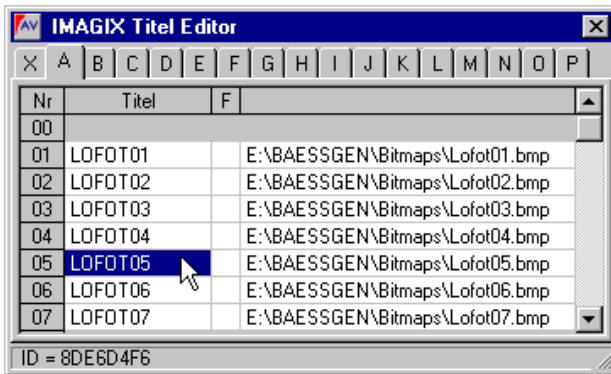 AV IMAGIX Titel Editor
X A B C D E F G H I J K L M N O P
Nr Titel F
00
01 LOFOT01 E:\BAESSGEN\Bitmaps\Lofot01.bmp
02 LOFOT02 E:\BAESSGEN\Bitmaps\Lofot02.bmp
03 LOFOT03 E:\BAESSGEN\Bitmaps\Lofot03.bmp
04 LOFOT04 E:\BAESSGEN\Bitmaps\Lofot04.bmp
05 LOFOT05 E:\BAESSGEN\Bitmaps\Lofot05.bmp
06 LOFOT06 E:\BAESSGEN\Bitmaps\Lofot06.bmp
07 LOFOT07 E:\BAESSGEN\Bitmaps\Lofot07.bmp
ID = 8DE6D4F6